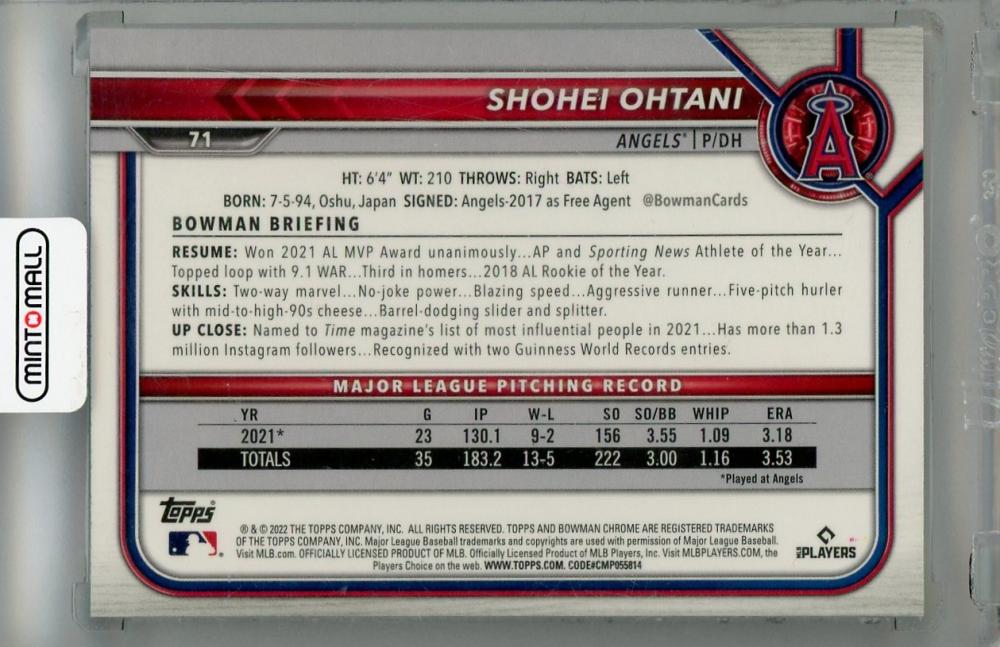 SHOHEI OHTANI
71
ANGELS® | P/DH
A
HT: 6'4" WT: 210 THROWS: Right BATS: Left
BORN: 7-5-94, Oshu, Japan SIGNED: Angels-2017 as Free Agent @BowmanCards
BOWMAN BRIEFING
RESUME: Won 2021 AL MVP Award unanimously...AP and Sporting News Athlete of the Year...
Topped loop with 9.1 WAR...Third in homers...2018 AL Rookie of the Year.
SKILLS: Two-way marvel...No-joke power...Blazing speed...Aggressive runner...Five-pitch hurler
with mid-to-high-90s cheese...Barrel-dodging slider and splitter.
UP CLOSE: Named to Time magazine's list of most influential people in 2021...Has more than 1.3
million Instagram followers...Recognized with two Guinness World Records entries.
MINTOMALL
MAJOR LEAGUE PITCHING RECORD
YR G IP W-L SO SO/BB WHIP ERA
2021* 23 130.1 9-2 156 3.55 1.09 3.18
TOTALS 35 183.2 13-5 222 3.00 1.16 3.53
*Played at Angels
Topps®
® & © 2022 THE TOPPS COMPANY, INC. ALL RIGHTS RESERVED. TOPPS AND BOWMAN CHROME ARE REGISTERED TRADEMARKS
OF THE TOPPS COMPANY, INC. Major League Baseball trademarks and copyrights are used with permission of Major League Baseball.
Visit MLB.com. OFFICIALLY LICENSED PRODUCT OF MLB. Officially Licensed Product of MLB Players, Inc. Visit MLBPLAYERS.COM, the
Players Choice on the web. WWW.TOPPS.COM. CODE#CMP055814
PLAYERS